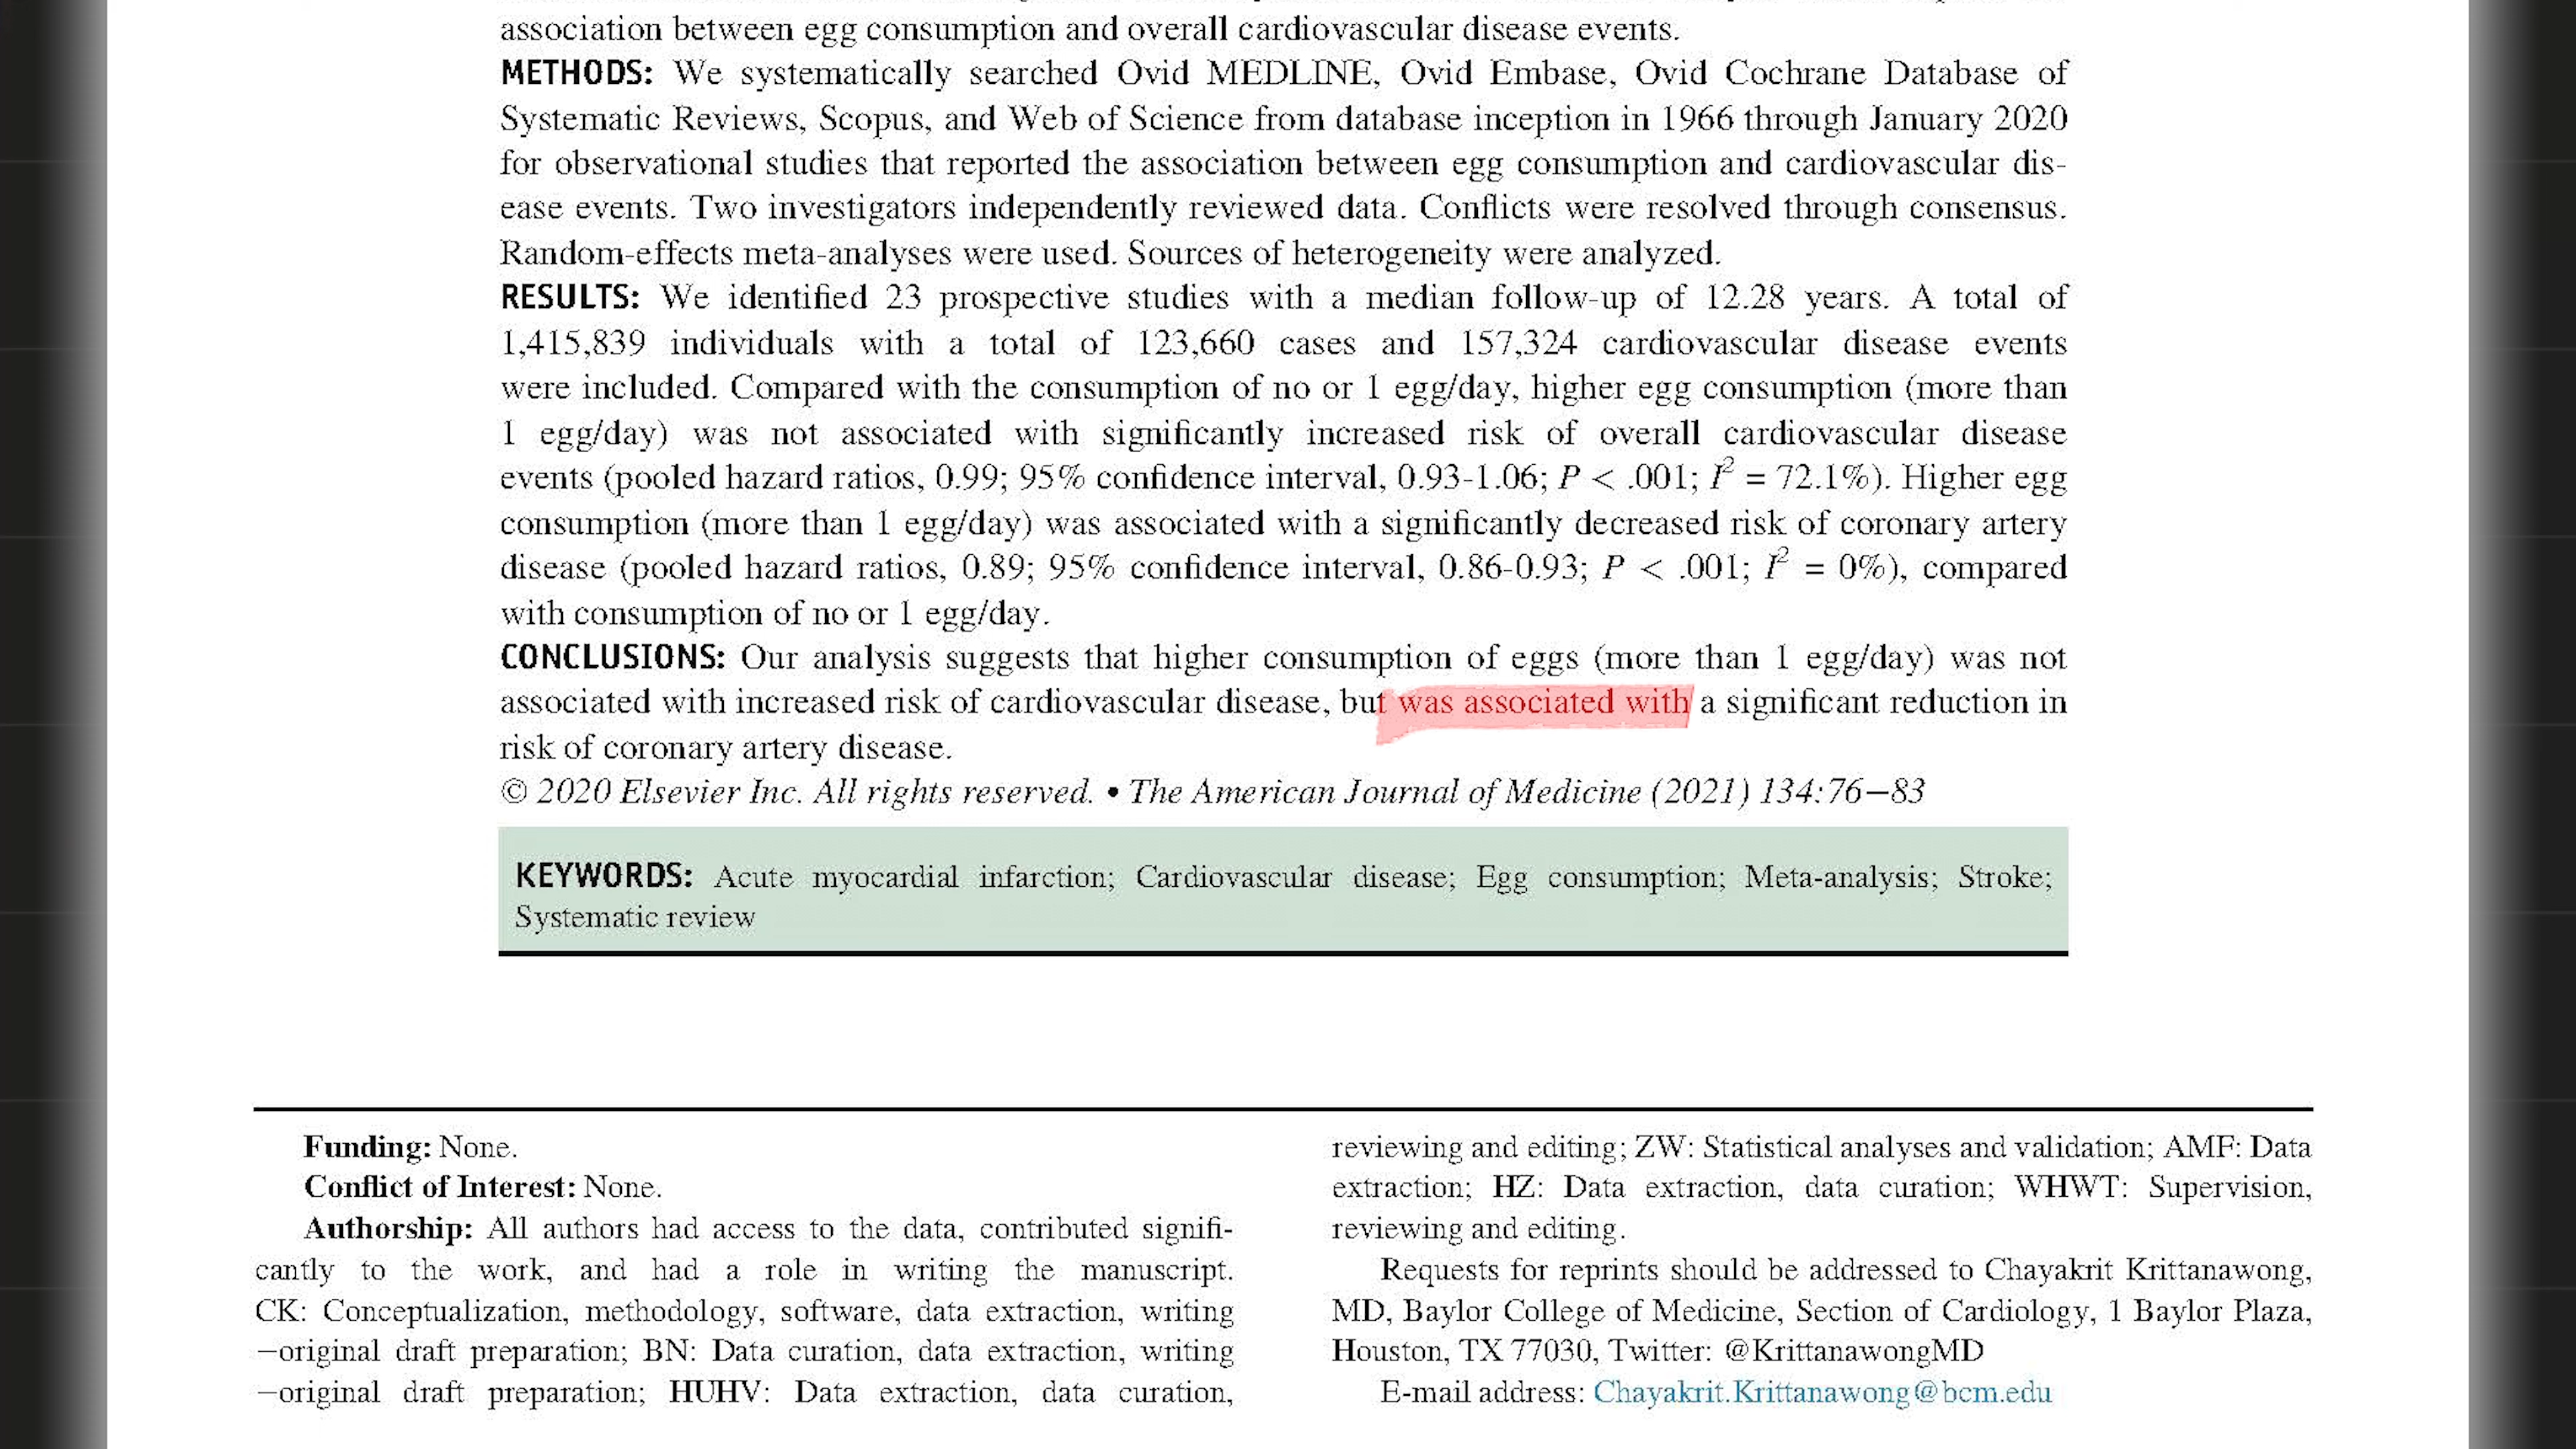 association between egg consumption and overall cardiovascular disease events.
METHODS: We systematically searched Ovid MEDLINE, Ovid Embase, Ovid Cochrane Database of
Systematic Reviews, Scopus, and Web of Science from database inception in 1966 through January 2020
for observational studies that reported the association between egg consumption and cardiovascular dis-
ease events. Two investigators independently reviewed data. Conflicts were resolved through consensus.
Random-effects meta-analyses were used. Sources of heterogeneity were analyzed.
RESULTS: We identified 23 prospective studies with a median follow-up of 12.28 years. A total of
1,415,839 individuals with a total of 123,660 cases and 157,324 cardiovascular disease events
were included. Compared with the consumption of no or 1 egg/day, higher egg consumption (more than
1 egg/day) was not associated with significantly increased risk of overall cardiovascular disease
events (pooled hazard ratios, 0.99; 95% confidence interval, 0.93-1.06; P < .001; I² = 72.1%). Higher egg
consumption (more than 1 egg/day) was associated with a significantly decreased risk of coronary artery
disease (pooled hazard ratios, 0.89; 95% confidence interval, 0.86-0.93; P < .001; I² = 0%), compared
with consumption of no or 1 egg/day.
CONCLUSIONS: Our analysis suggests that higher consumption of eggs (more than 1 egg/day) was not
associated with increased risk of cardiovascular disease, but was associated with a significant reduction in
risk of coronary artery disease.
© 2020 Elsevier Inc. All rights reserved. • The American Journal of Medicine (2021) 134:76−83
KEYWORDS: Acute myocardial infarction; Cardiovascular disease; Egg consumption; Meta-analysis; Stroke;
Systematic review
Funding: None.
Conflict of Interest: None.
Authorship: All authors had access to the data, contributed signifi-
cantly to the work, and had a role in writing the manuscript.
CK: Conceptualization, methodology, software, data extraction, writing
−original draft preparation; BN: Data curation, data extraction, writing
−original draft preparation; HUHV: Data extraction, data curation,
reviewing and editing; ZW: Statistical analyses and validation; AMF: Data
extraction; HZ: Data extraction, data curation; WHWT: Supervision,
reviewing and editing.
Requests for reprints should be addressed to Chayakrit Krittanawong,
MD, Baylor College of Medicine, Section of Cardiology, 1 Baylor Plaza,
Houston, TX 77030, Twitter: @KrittanawongMD
E-mail address: Chayakrit.Krittanawong@bcm.edu